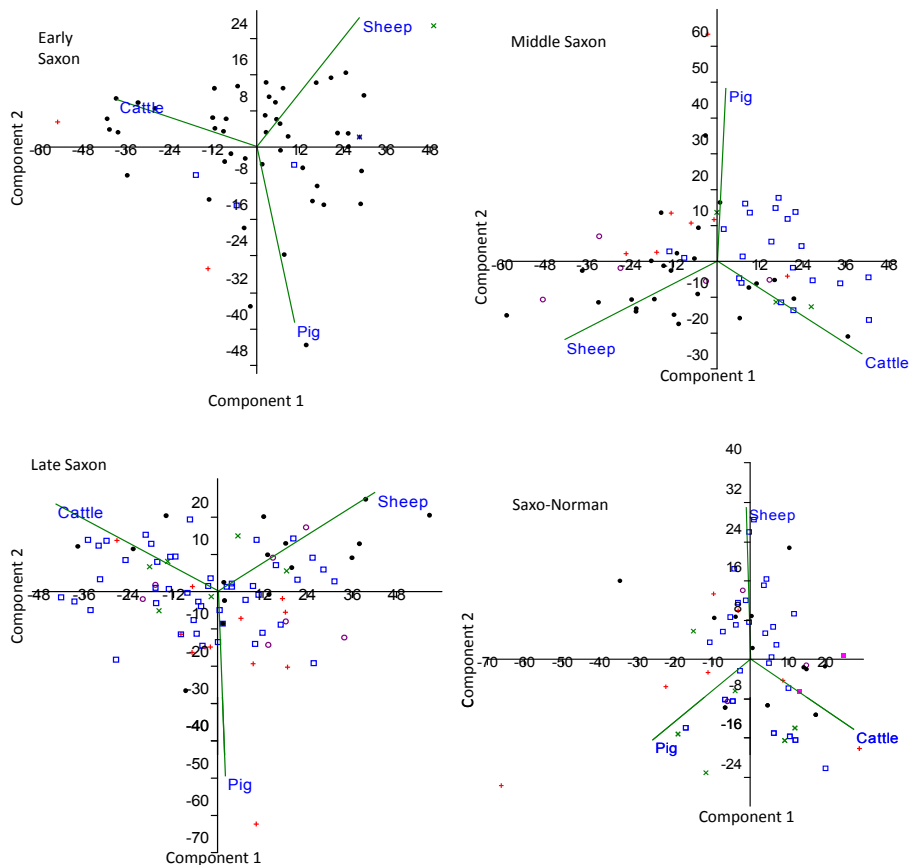 Early
Saxon
Component 2
24
16
8
-60 -48 -36 -24 -12 12 24 36 48
-8
-16
-24
-32
-40
-48
Sheep
Cattle
Pig
Component 1
Middle Saxon
Component 2
60
50
40
30
20
10
-60 -48 -36 -24 -12 12 24 36 48
-10
-20
-30
Pig
Sheep
Cattle
Component 1
Late Saxon
Component 2
20
10
-48 -36 -24 -12 12 24 36 48
-10
-20
-30
-40
-50
-60
-70
Cattle
Sheep
Pig
Component 1
Saxo-Norman
Component 2
40
32
24
16
8
-70 -60 -50 -40 -30 -20 -10 10 20
-8
-16
-24
Sheep
Pig
Cattle
Component 1